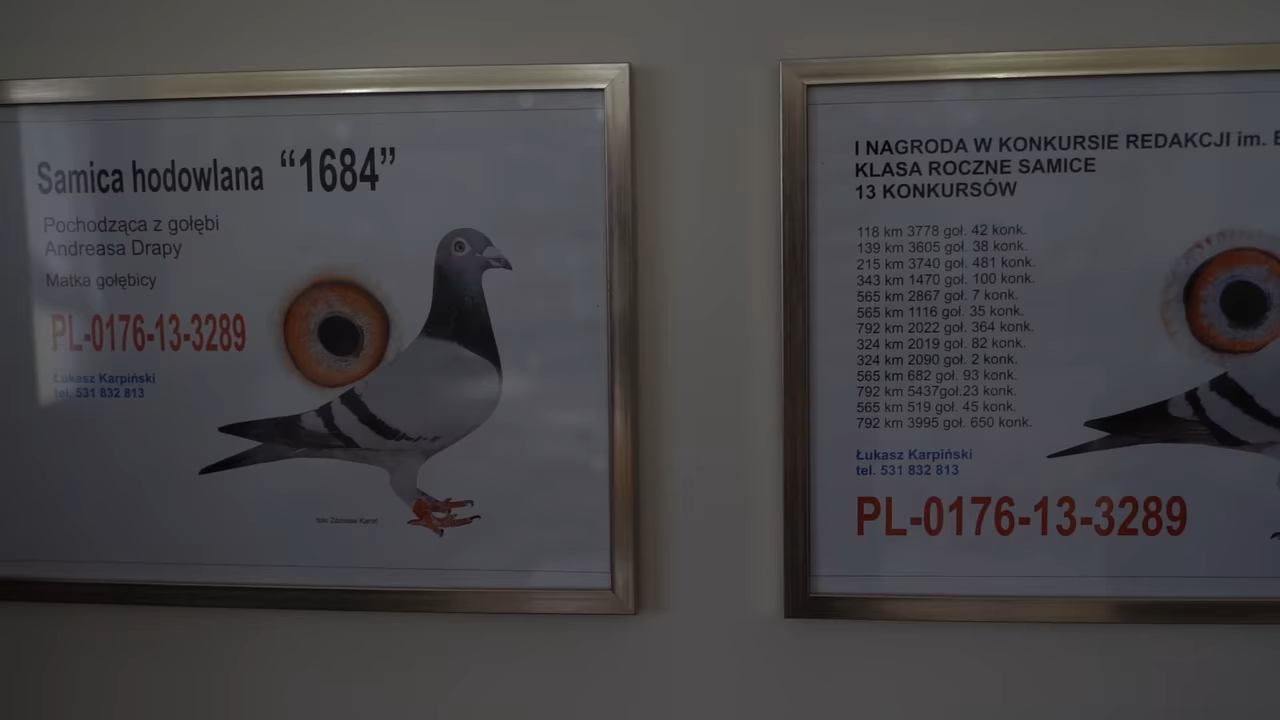 Samica hodowlana “1684”
Pochodząca z gołębi
Andreasa Drapy
Matka gołębicy
PL-0176-13-3289
Łukasz Karpiński
tel. 531 832 813
I NAGRODA W KONKURSIE REDAKCJI im.
KLASA ROCZNE SAMICE
13 KONKURSÓW
118 km 3778 goł. 42 konk.
139 km 3605 goł. 38 konk.
215 km 3740 goł. 481 konk.
343 km 1470 goł. 100 konk.
565 km 2867 goł. 7 konk.
565 km 1116 goł. 35 konk.
792 km 2022 goł. 364 konk.
324 km 2019 goł. 82 konk.
324 km 2090 goł. 2 konk.
565 km 682 goł. 93 konk.
792 km 5437goł.23 konk.
565 km 519 goł. 45 konk.
792 km 3995 goł. 650 konk.
Łukasz Karpiński
tel. 531 832 813
PL-0176-13-3289